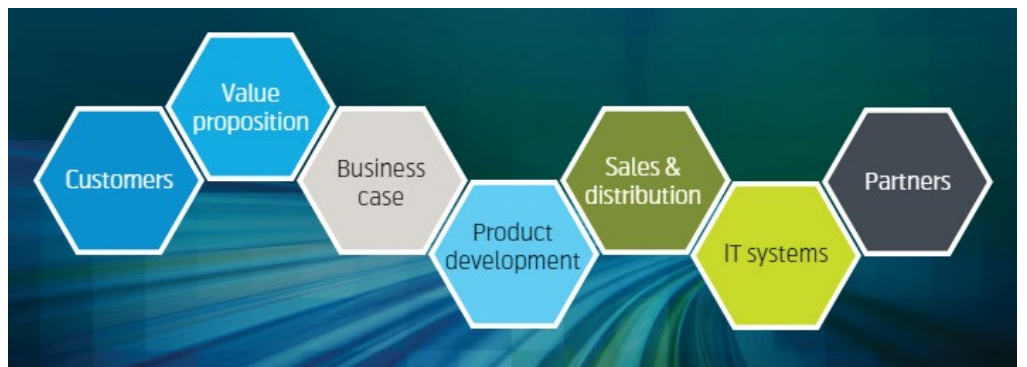 Customers
Value
proposition
Business
case
Product
development
Sales &
distribution
IT systems
Partners